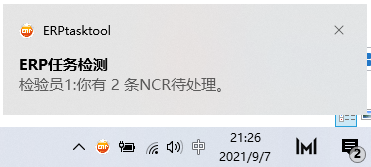 ERPtasktool
ERP任务检测
检验员1:你有 2 条NCR待处理。
中
21:26
2021/9/7
2